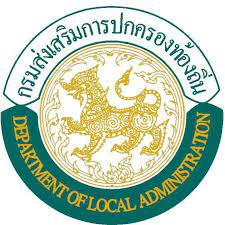 กรมส่งเสริมการปกครองท้องถิ่น
DEPARTMENT OF LOCAL ADMINISTRATION